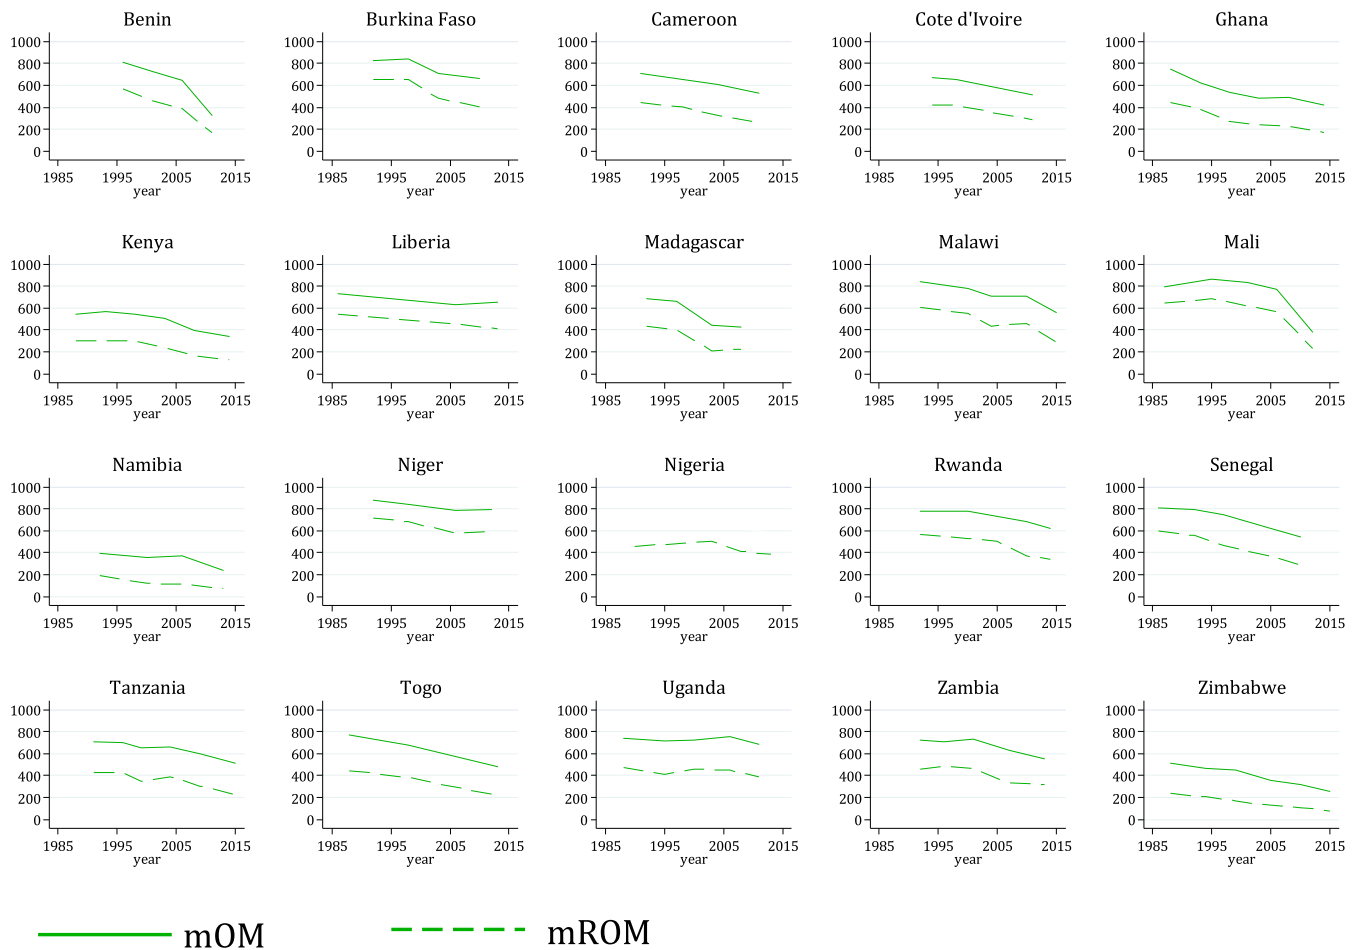 Benin Burkina Faso Cameroon Cote d'Ivoire Ghana
1000 1000 1000 1000 1000
800 800 800 800 800
600 600 600 600 600
400 400 400 400 400
200 200 200 200 200
0 0 0 0 0
1985 1995 2005 2015 1985 1995 2005 2015 1985 1995 2005 2015 1985 1995 2005 2015 1985 1995 2005 2015
year year year year year
Kenya Liberia Madagascar Malawi Mali
1000 1000 1000 1000 1000
800 800 800 800 800
600 600 600 600 600
400 400 400 400 400
200 200 200 200 200
0 0 0 0 0
1985 1995 2005 2015 1985 1995 2005 2015 1985 1995 2005 2015 1985 1995 2005 2015 1985 1995 2005 2015
year year year year year
Namibia Niger Nigeria Rwanda Senegal
1000 1000 1000 1000 1000
800 800 800 800 800
600 600 600 600 600
400 400 400 400 400
200 200 200 200 200
0 0 0 0 0
1985 1995 2005 2015 1985 1995 2005 2015 1985 1995 2005 2015 1985 1995 2005 2015 1985 1995 2005 2015
year year year year year
Tanzania Togo Uganda Zambia Zimbabwe
1000 1000 1000 1000 1000
800 800 800 800 800
600 600 600 600 600
400 400 400 400 400
200 200 200 200 200
0 0 0 0 0
1985 1995 2005 2015 1985 1995 2005 2015 1985 1995 2005 2015 1985 1995 2005 2015 1985 1995 2005 2015
year year year year year
mOM mROM